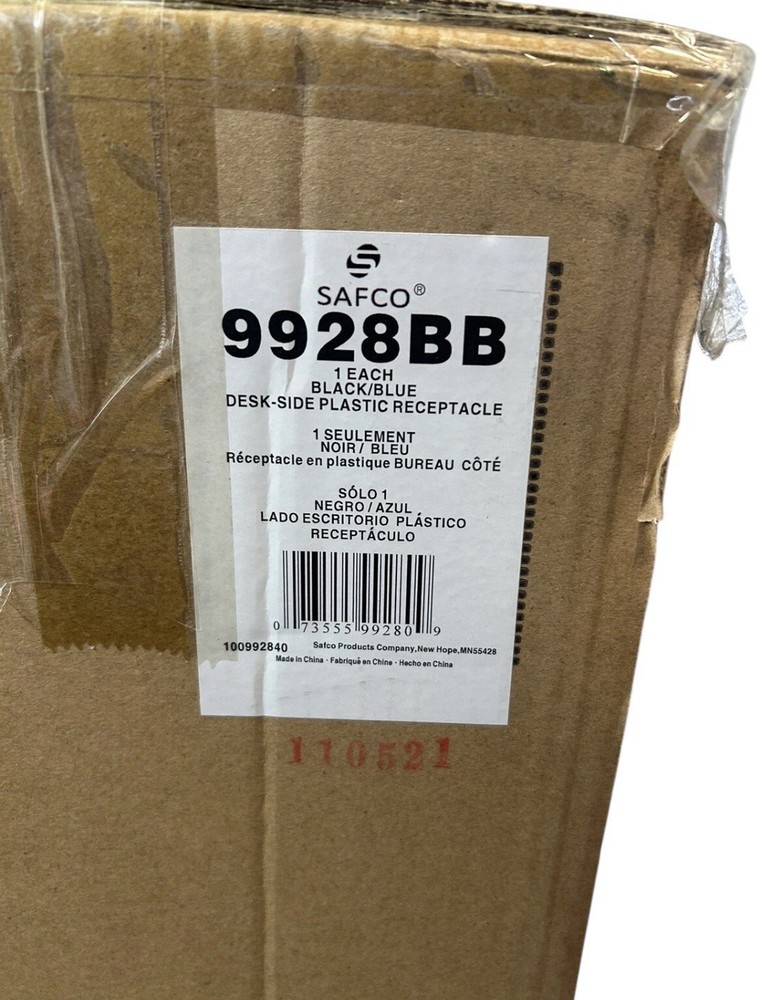 SAFCO®
9928BB
1 EACH
BLACK/BLUE
DESK-SIDE PLASTIC RECEPTACLE
1 SEULEMENT
NOIR / BLEU
Réceptacle en plastique BUREAU CÔTÉ
SÓLO 1
NEGRO / AZUL
LADO ESCRITORIO PLÁSTICO
RECEPTÁCULO
0 73555 99280 9
100992840 Safco Products Company,New Hope,MN55428
Made in China - Fabriqué en Chine - Hecho en China
110521